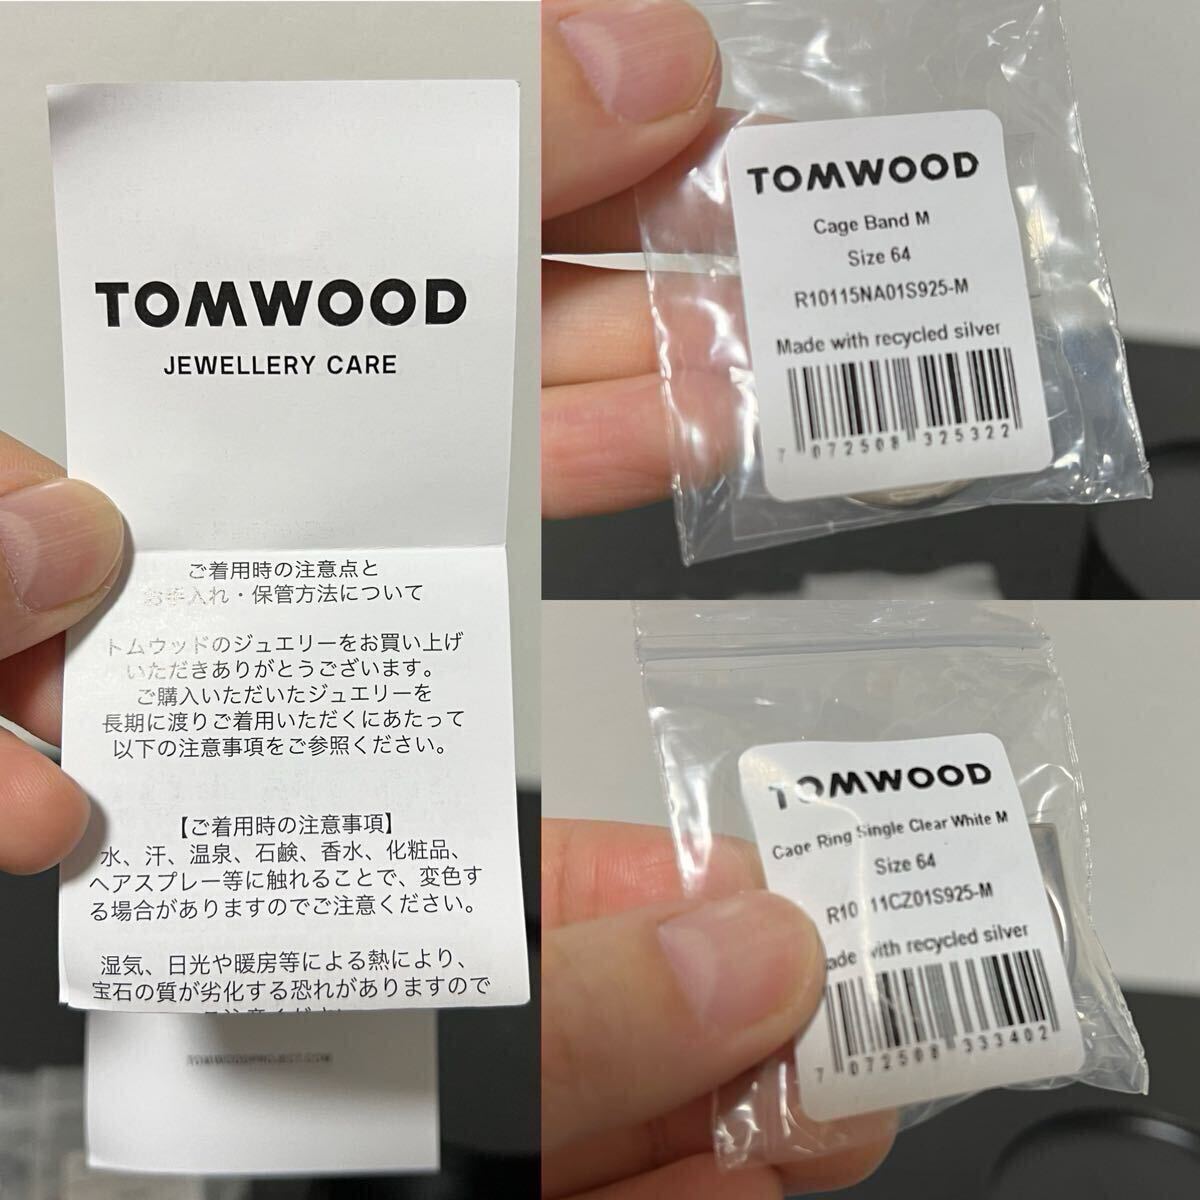 TOMWOOD
JEWELLERY CARE
ご着用時の注意点と
お手入れ・保管方法について
トムウッドのジュエリーをお買い上げ
いただきありがとうございます。
ご購入いただいたジュエリーを
長期に渡りご着用いただくにあたって
以下の注意事項をご参照ください。
【ご着用時の注意事項】
水、汗、温泉、石鹸、香水、化粧品、
ヘアスプレー等に触れることで、変色す
る場合がありますのでご注意ください。
湿気、日光や暖房等による熱により、
宝石の質が劣化する恐れがありますので
ご注意ください
TOMWOOD
Cage Band M
Size 64
R10115NA01S925-M
Made with recycled silver
7 072508 325322
TOMWOOD
Cage Ring Single Clear White M
Size 64
R10 11CZ01S925-M
Made with recycled silver
7 072508 333402